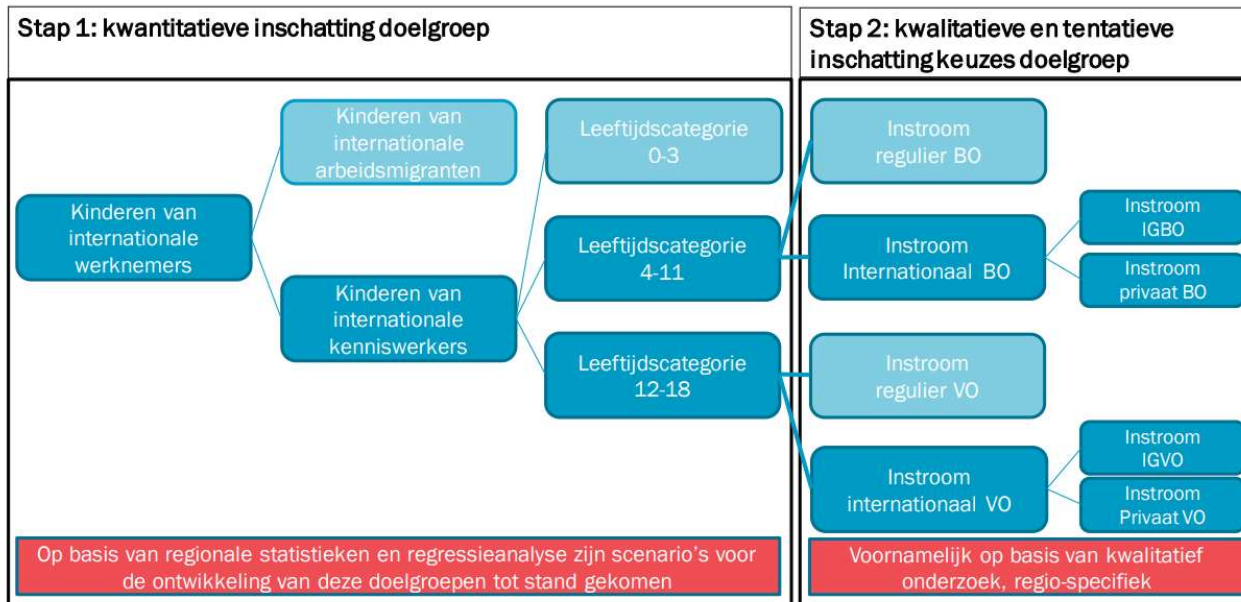 Stap 1: kwantitatieve inschatting doelgroep
Stap 2: kwalitatieve en tentatieve
inschatting keuzes doelgroep
Kinderen van
internationale
werknemers
Kinderen van
internationale
arbeidsmigranten
Kinderen van
internationale
kenniswerkers
Leeftijdscategorie
0-3
Leeftijdscategorie
4-11
Leeftijdscategorie
12-18
Instroom
regulier BO
Instroom
Internationaal BO
Instroom
IGBO
Instroom
privaat BO
Instroom
regulier VO
Instroom
internationaal VO
Instroom
IGVO
Instroom
Privaat VO
Op basis van regionale statistieken en regressieanalyse zijn scenario's voor
de ontwikkeling van deze doelgroepen tot stand gekomen
Voornamelijk op basis van kwalitatief
onderzoek, regio-specifiek